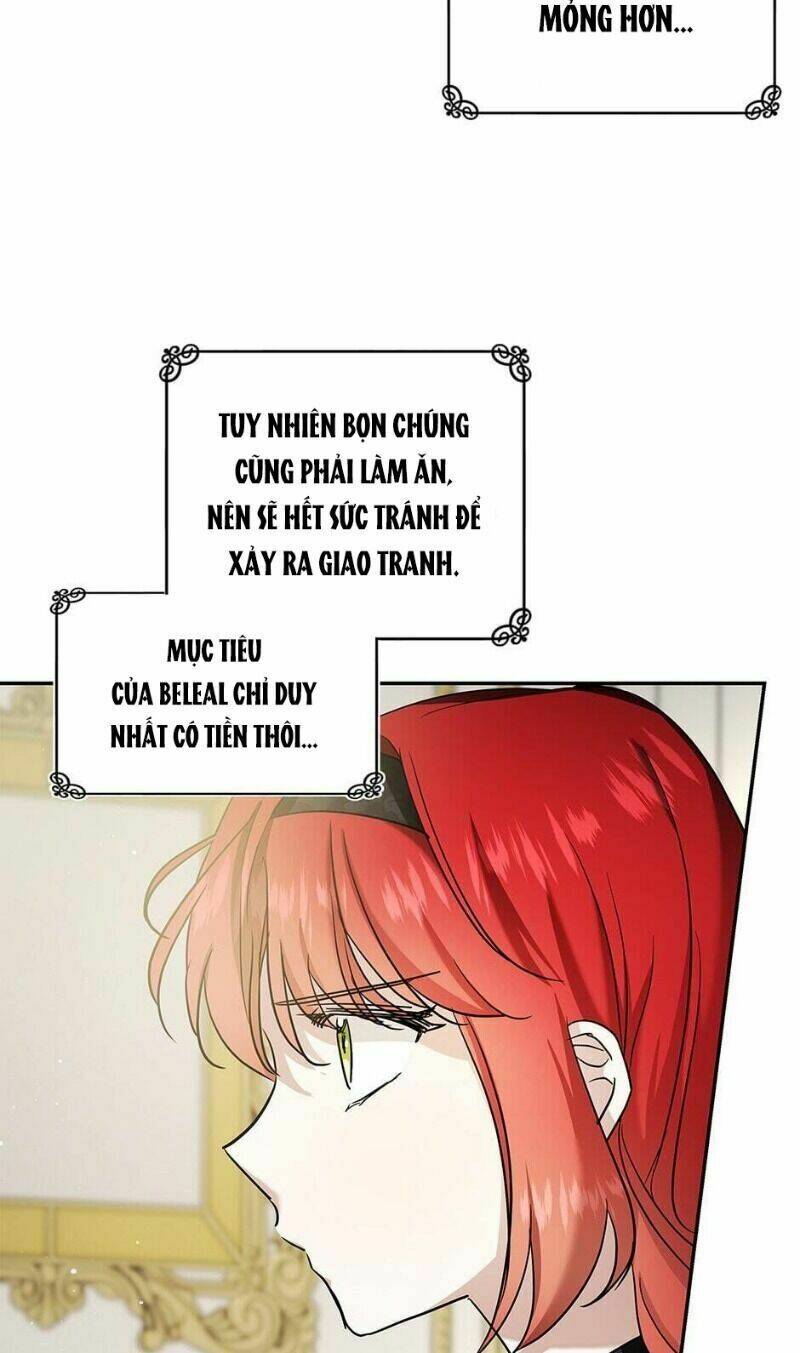 MỎNG HƠN...
TUY NHIÊN BỌN CHÚNG
CŨNG PHẢI LÀM ĂN,
NÊN SẼ HẾT SỨC TRÁNH ĐỂ
XẢY RA GIAO TRANH.
MỤC TIÊU
CỦA BELEAL CHỈ DUY
NHẤT CÓ TIỀN THÔI...